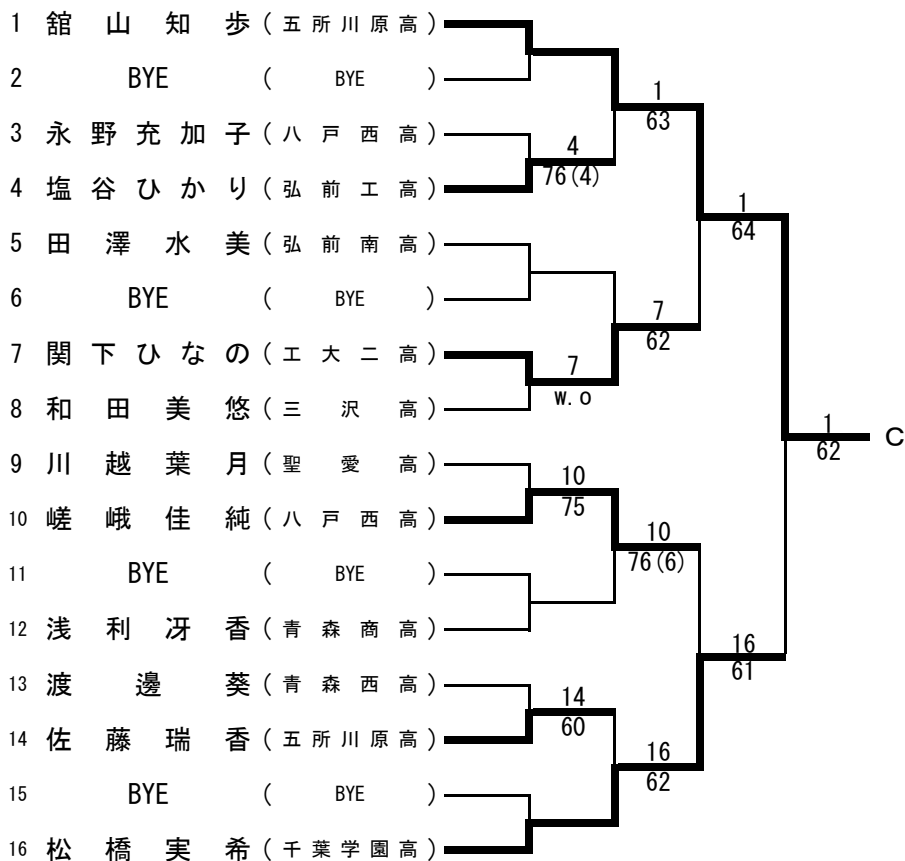 1 舘山知歩 (五所川原高)
2 BYE ( BYE )
1
63
3 永野充加子 (八戸西高)
4
76(4)
4 塩谷ひかり (弘前工高)
1
64
5 田澤水美 (弘前南高)
6 BYE ( BYE )
7
62
7 関下ひなの (工大二高)
7
w.o
8 和田美悠 (三沢高)
1
62
C
9 川越葉月 (聖愛高)
10
75
10 嵯峨佳純 (八戸西高)
10
76(6)
11 BYE ( BYE )
12 浅利冴香 (青森商高)
16
61
13 渡邊葵 (青森西高)
14
60
14 佐藤瑞香 (五所川原高)
16
62
15 BYE ( BYE )
16 松橋実希 (千葉学園高)